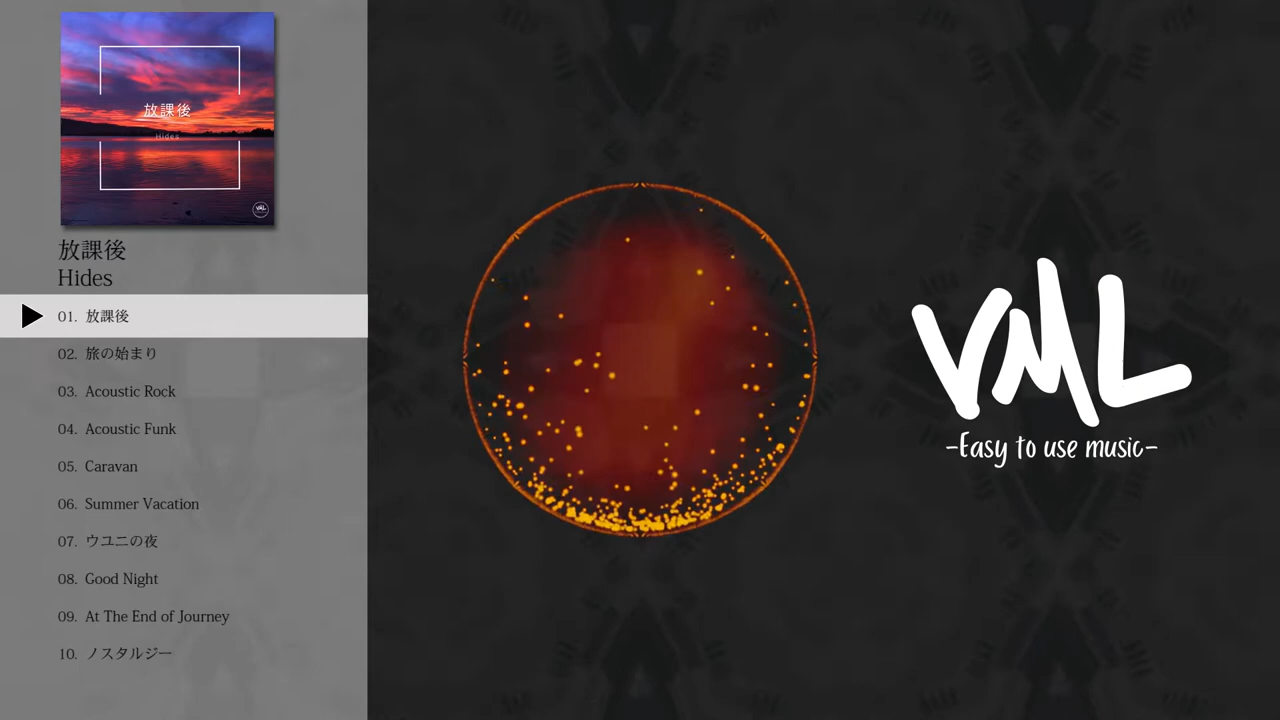 放課後
Hides
VML
放課後
Hides
01. 放課後
02. 旅の始まり
03. Acoustic Rock
04. Acoustic Funk
05. Caravan
06. Summer Vacation
07. ウユニの夜
08. Good Night
09. At The End of Journey
10. ノスタルジー
VML
-Easy to use music-